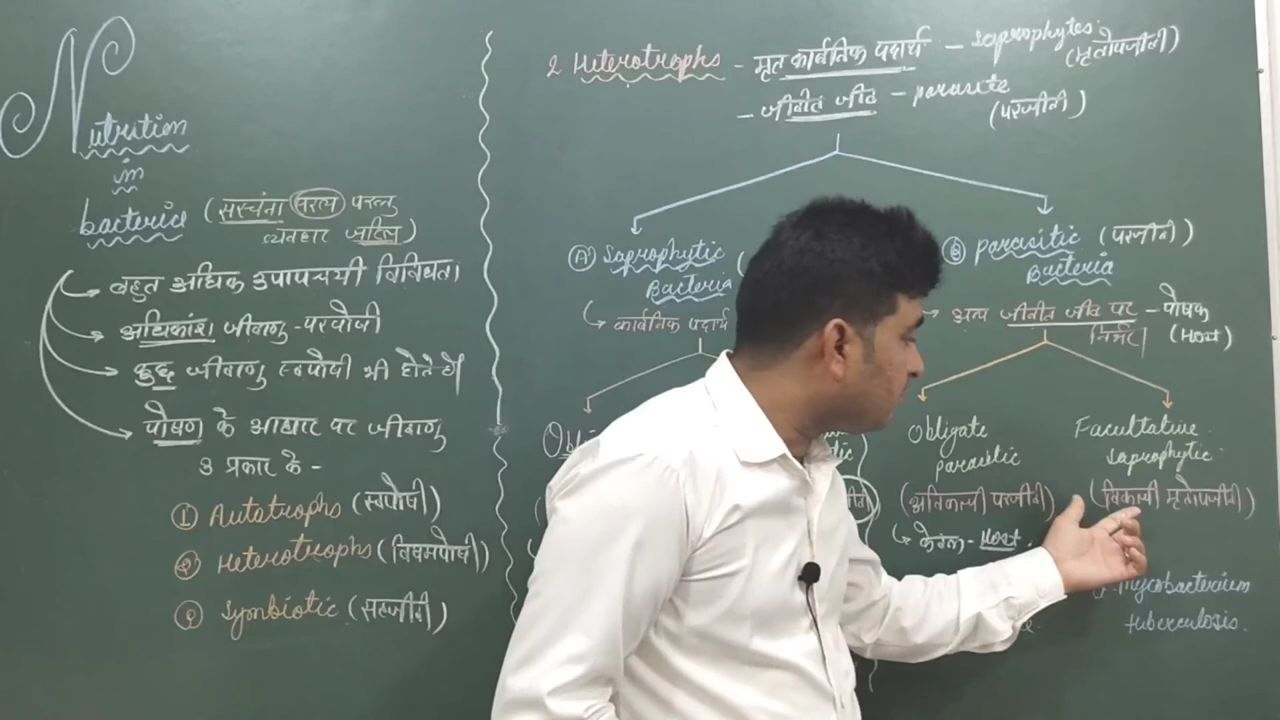 Nutrition
in
bacteria (सरचंना सरल परन्तु
व्यवहार जटिल)
बहुत अधिक उपापचयी विविधता
अधिकांश जीवाणु - परपोषी
कुछ जीवाणु स्वपोषी भी होते हैं
पोषण के आधार पर जीवाणु
3 प्रकार के -
① Autotrophs (स्वपोषी)
② Heterotrophs (विषमपोषी)
Symbiotic (सहजीवी)
2 Heterotrophs - मृत कार्बनिक पदार्थ - Saprophytes (मृतोपजीवी)
- जीवीत जीव - parasite
(परजीवी)
Ⓐ Saprophytic
Bacteria
कार्बनिक पदार्थ
Ⓑ parasitic (परजीवी)
Bacteria
अन्य जीवीत जीव पर - पोषक
निर्भर (Host)
Obligate
parasitic
(अविकल्पी परजीवी)
केवल - Host.
Facultative
saprophytic
(विकल्पी मृतोपजीवी)
mycobacterium
tuberculosis.